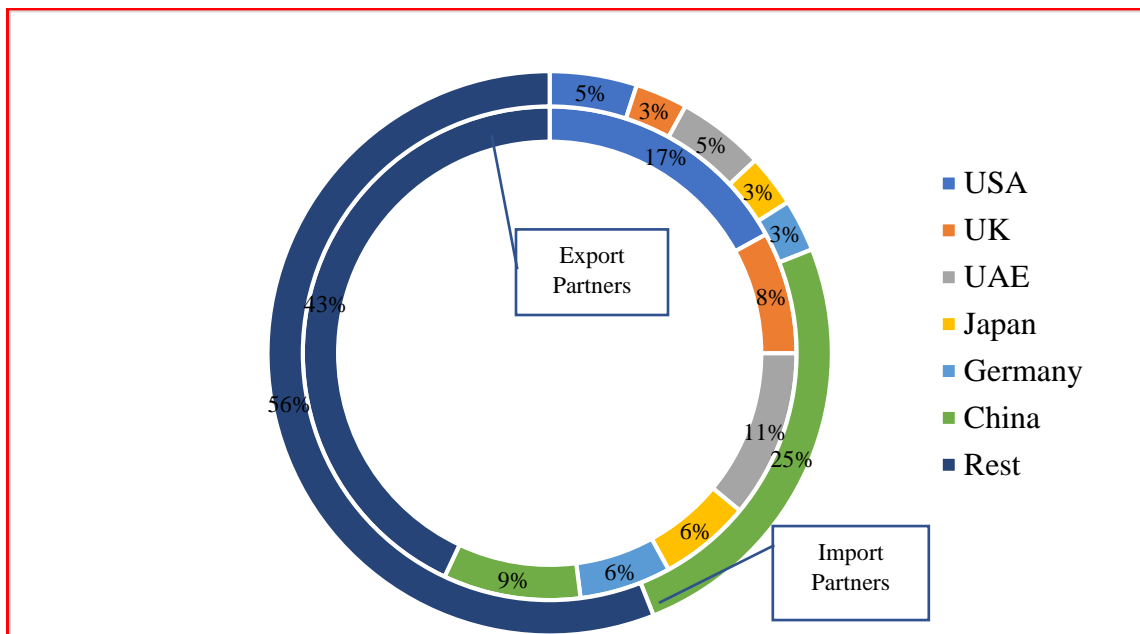 5%
3%
5%
3%
3%
25%
56%
17%
8%
11%
6%
6%
9%
43%
Export
Partners
Import
Partners
USA
UK
UAE
Japan
Germany
China
Rest